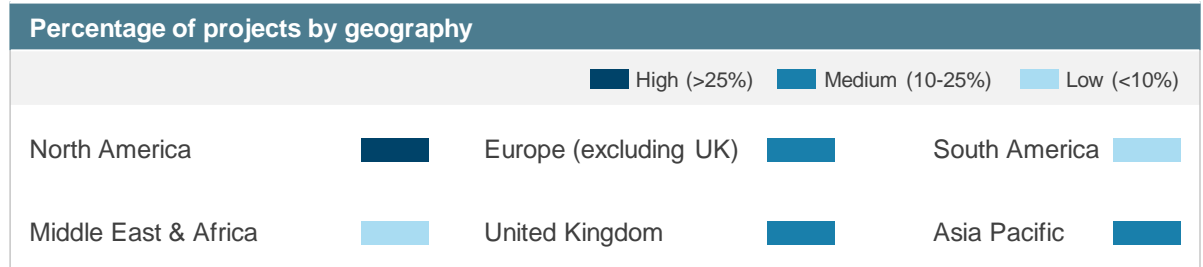 Percentage of projects by geography
High (>25%) Medium (10-25%) Low (<10%)
North America Europe (excluding UK) South America
Middle East & Africa United Kingdom Asia Pacific